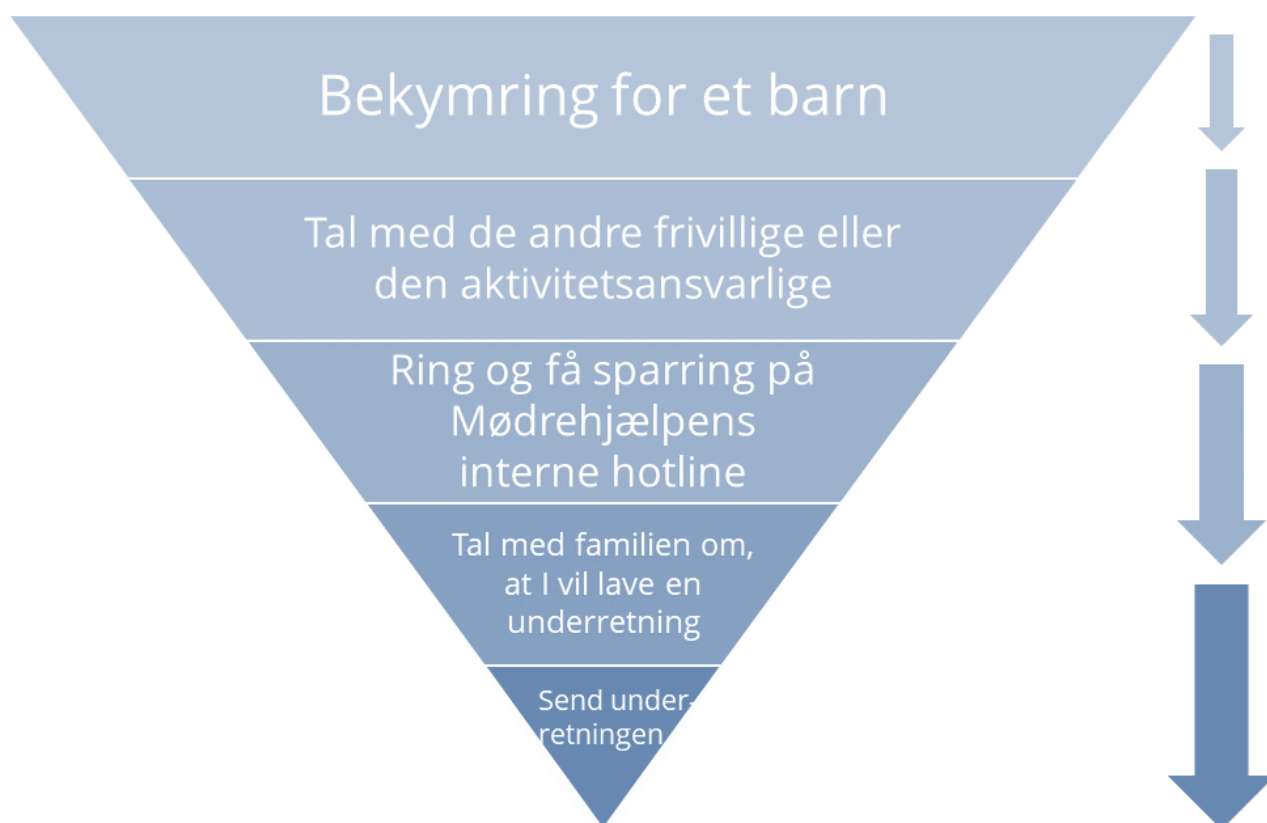 Bekymring for et barn
Tal med de andre frivillige eller
den aktivitetsansvarlige
Ring og få sparring på
Mødrehjælpens
interne hotline
Tal med familien om,
at I vil lave en
underretning
Send under-
retningen